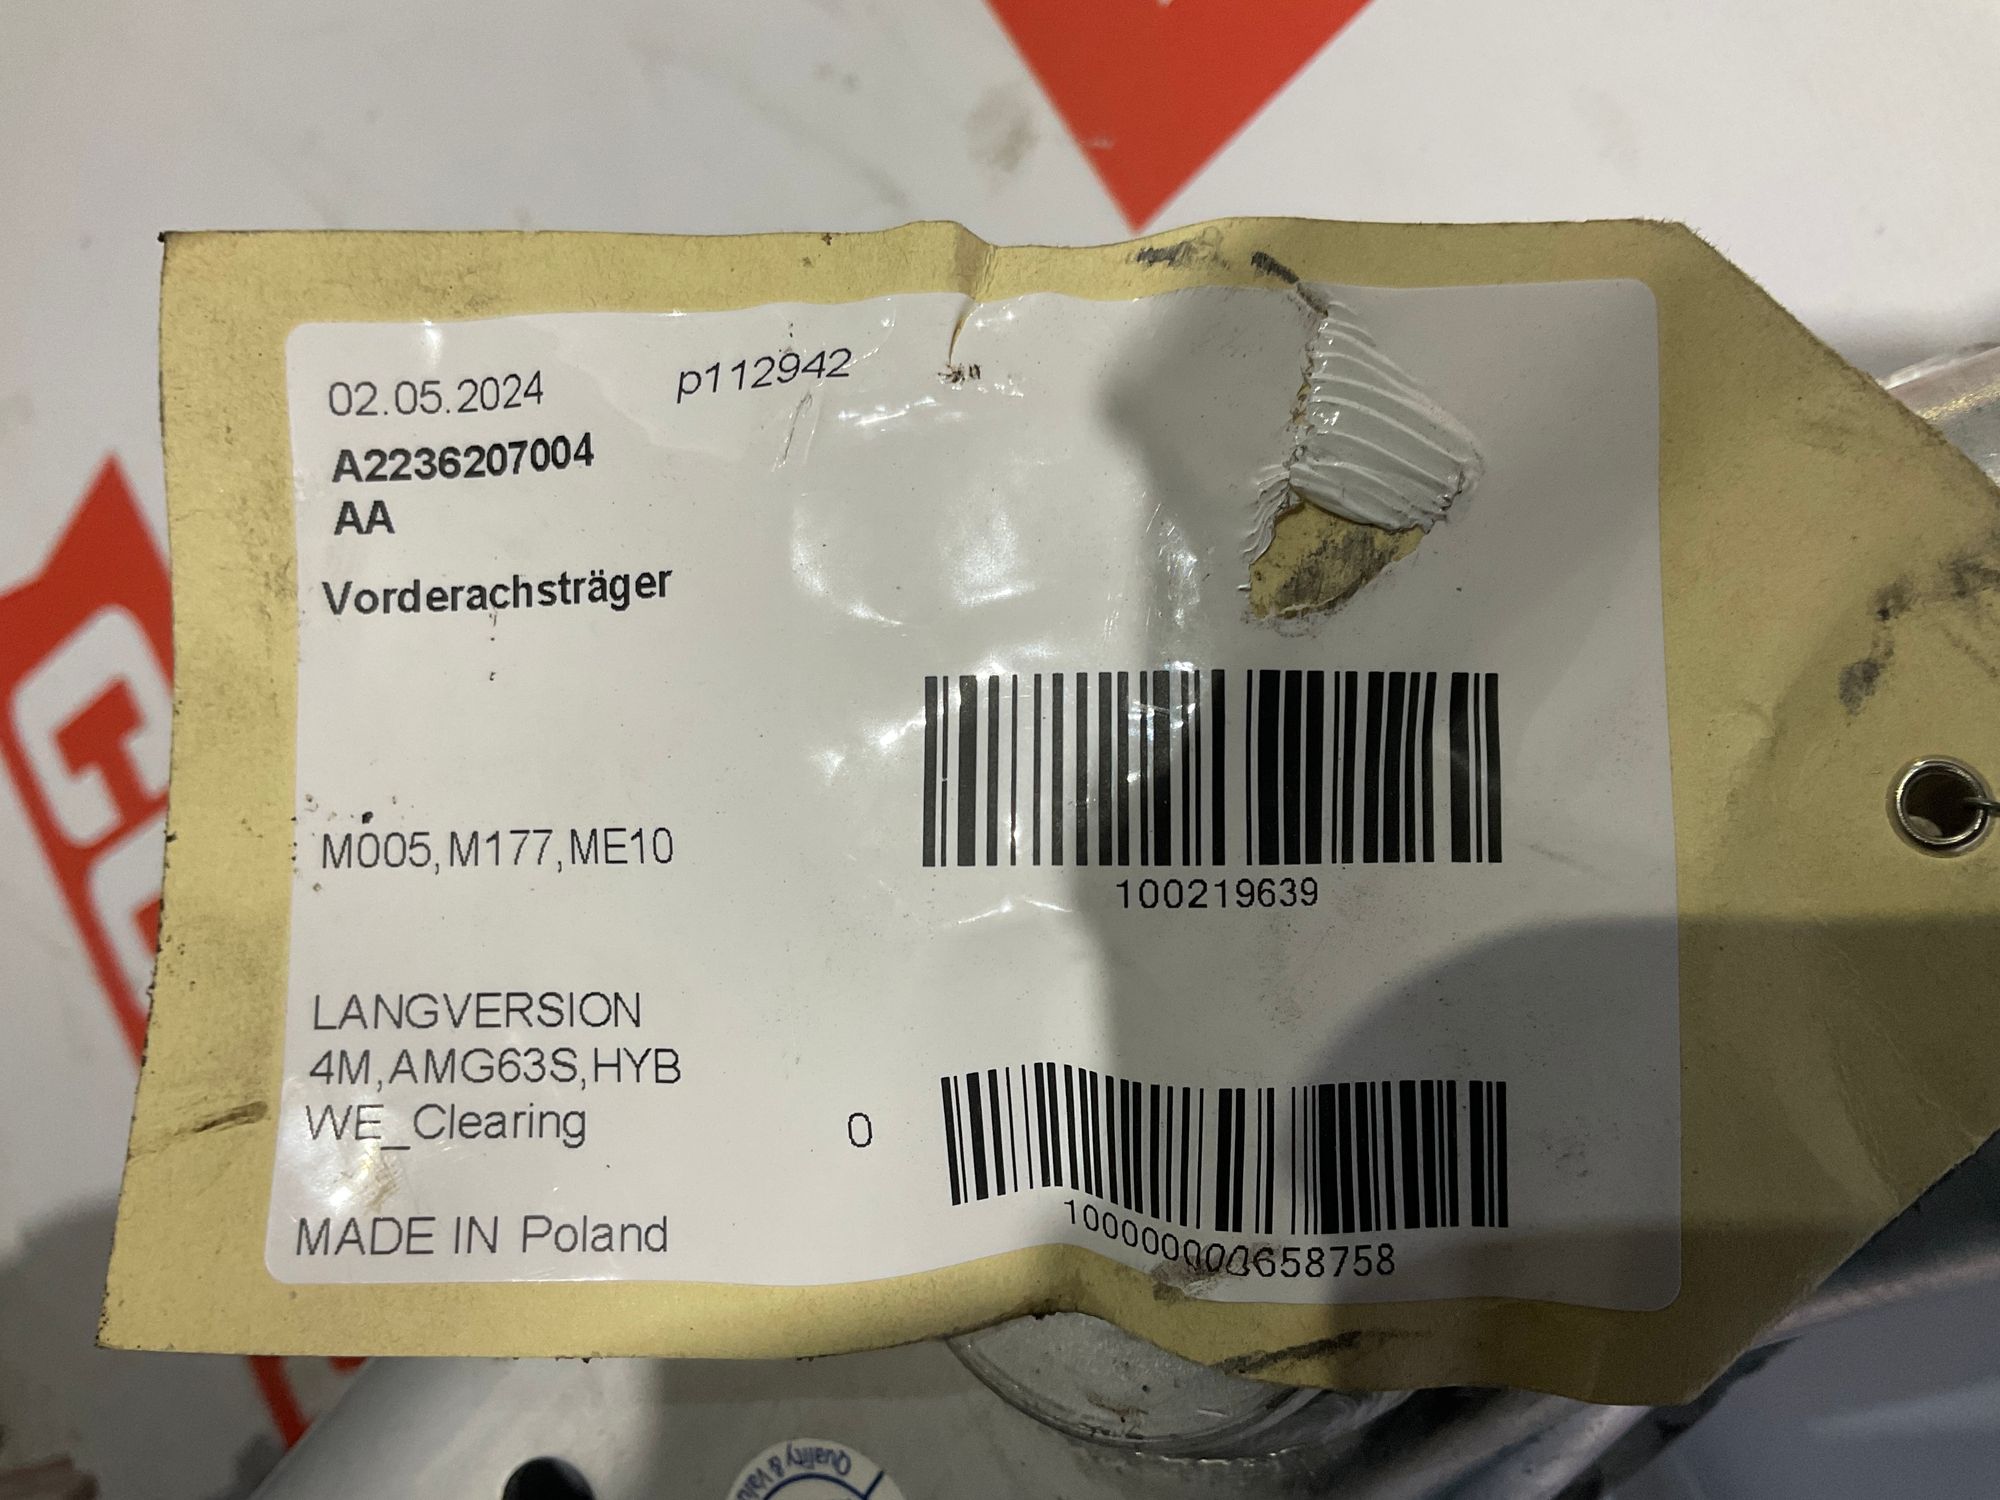 02.05.2024 p112942
A2236207004
AA
Vorderachsträger
M005,M177,ME10
100219639
LANGVERSION
4M,AMG63S,HYB
WE_Clearing 0
MADE IN Poland
Quality &